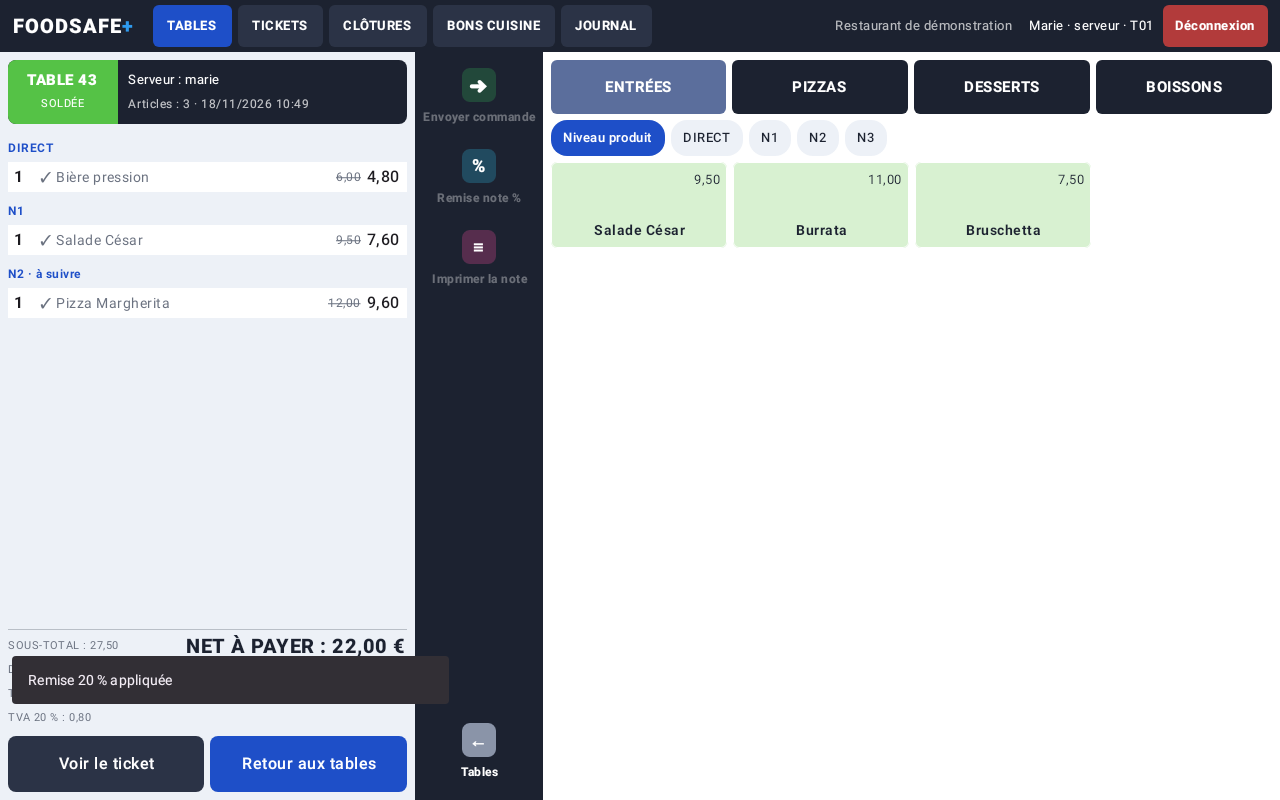 FOODSAFE+
TABLES
TICKETS
CLÔTURES
BONS CUISINE
JOURNAL
Restaurant de démonstration
Marie · serveur · T01
Déconnexion
TABLE 43
SOLDÉE
Serveur : marie
Articles : 3 · 18/11/2026 10:49
DIRECT
1 ✓ Bière pression 6,00 4,80
N1
1 ✓ Salade César 9,50 7,60
N2 · à suivre
1 ✓ Pizza Margherita 12,00 9,60
SOUS-TOTAL : 27,50
NET À PAYER : 22,00 €
Remise 20 % appliquée
TVA 20 % : 0,80
Voir le ticket
Retour aux tables
Envoyer commande
%
Remise note %
Imprimer la note
←
Tables
ENTRÉES
PIZZAS
DESSERTS
BOISSONS
Niveau produit
DIRECT
N1
N2
N3
9,50
Salade César
11,00
Burrata
7,50
Bruschetta